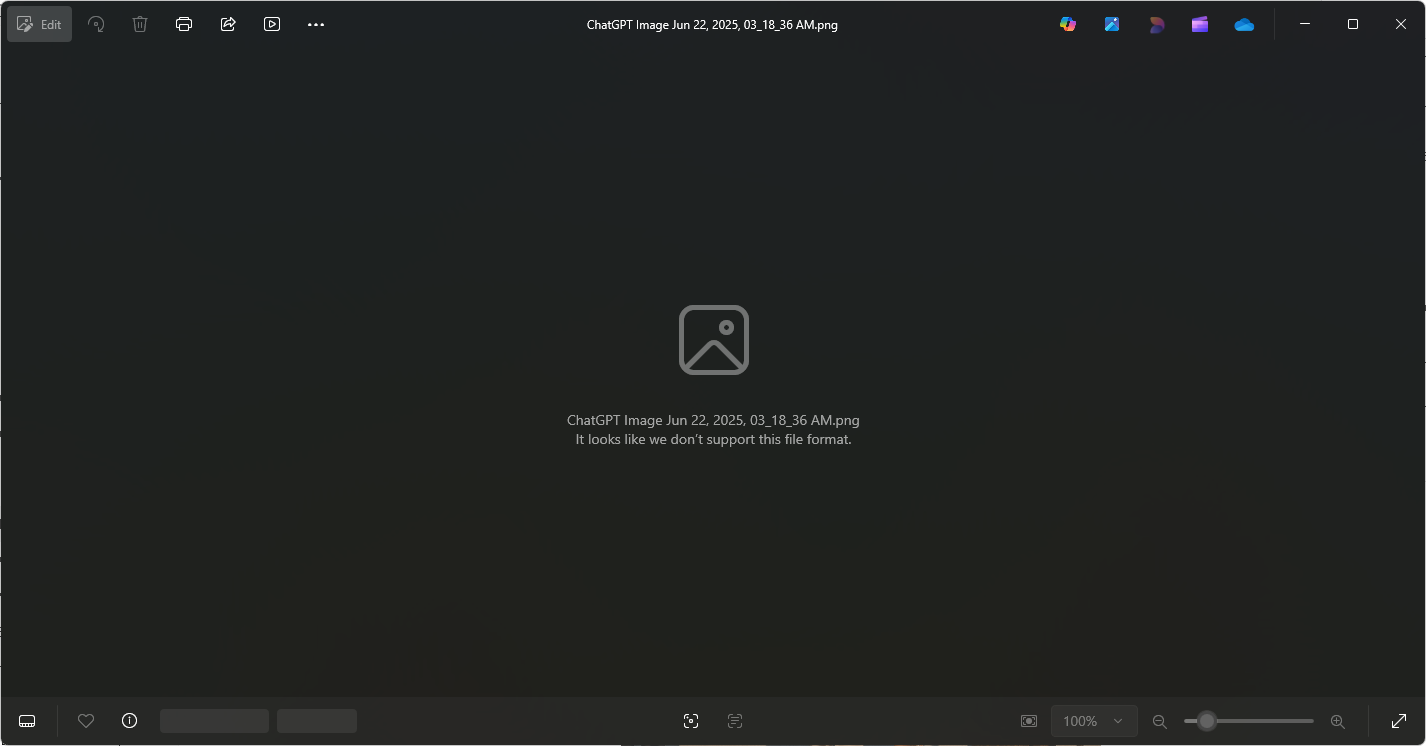 Edit
ChatGPT Image Jun 22, 2025, 03_18_36 AM.png
ChatGPT Image Jun 22, 2025, 03_18_36 AM.png
It looks like we don't support this file format.
100%